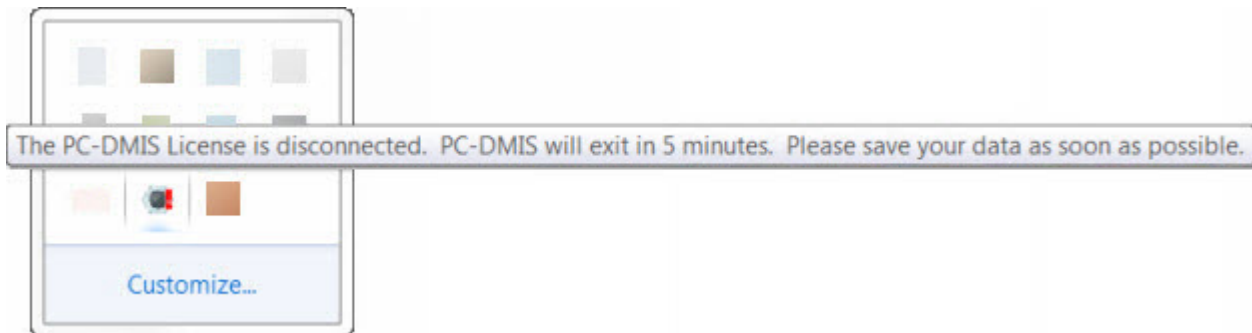 The PC-DMIS License is disconnected. PC-DMIS will exit in 5 minutes. Please save your data as soon as possible.
Customize...